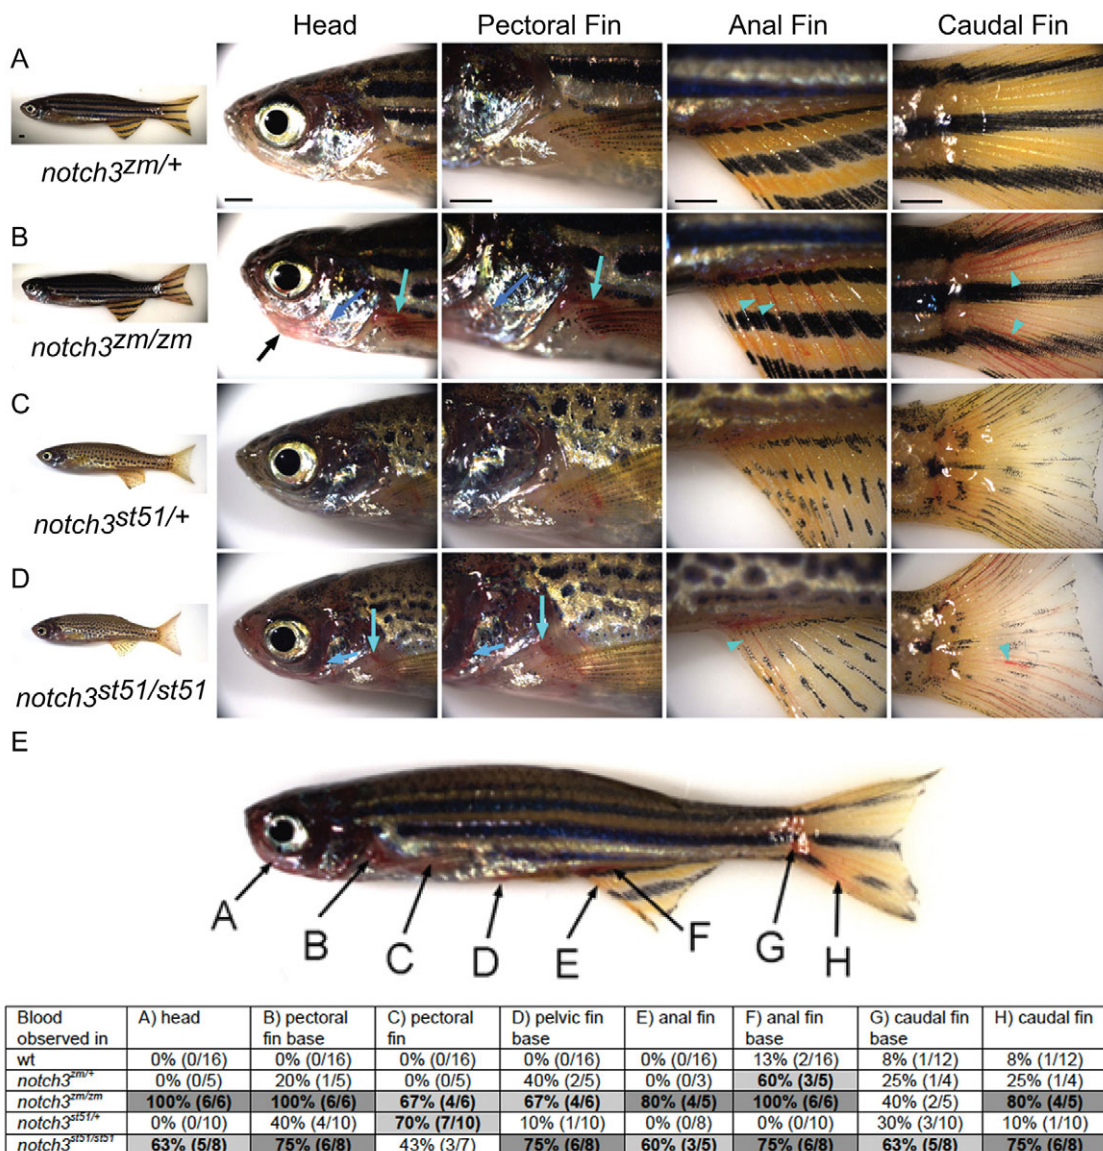 Head Pectoral Fin Anal Fin Caudal Fin
A
notch3zm/+
B
notch3zm/zm
C
notch3st51/+
D
notch3st51/st51
E
A B C D E F G H
Blood observed in | A) head | B) pectoral fin base | C) pectoral fin | D) pelvic fin base | E) anal fin | F) anal fin base | G) caudal fin base | H) caudal fin
wt | 0% (0/16) | 0% (0/16) | 0% (0/16) | 0% (0/16) | 0% (0/16) | 13% (2/16) | 8% (1/12) | 8% (1/12)
notch3zm/+ | 0% (0/5) | 20% (1/5) | 0% (0/5) | 40% (2/5) | 0% (0/3) | 60% (3/5) | 25% (1/4) | 25% (1/4)
notch3zm/zm | 100% (6/6) | 100% (6/6) | 67% (4/6) | 67% (4/6) | 80% (4/5) | 100% (6/6) | 40% (2/5) | 80% (4/5)
notch3st51/+ | 0% (0/10) | 40% (4/10) | 70% (7/10) | 10% (1/10) | 0% (0/8) | 0% (0/10) | 30% (3/10) | 10% (1/10)
notch3st51/st51 | 63% (5/8) | 75% (6/8) | 43% (3/7) | 75% (6/8) | 60% (3/5) | 75% (6/8) | 63% (5/8) | 75% (6/8)